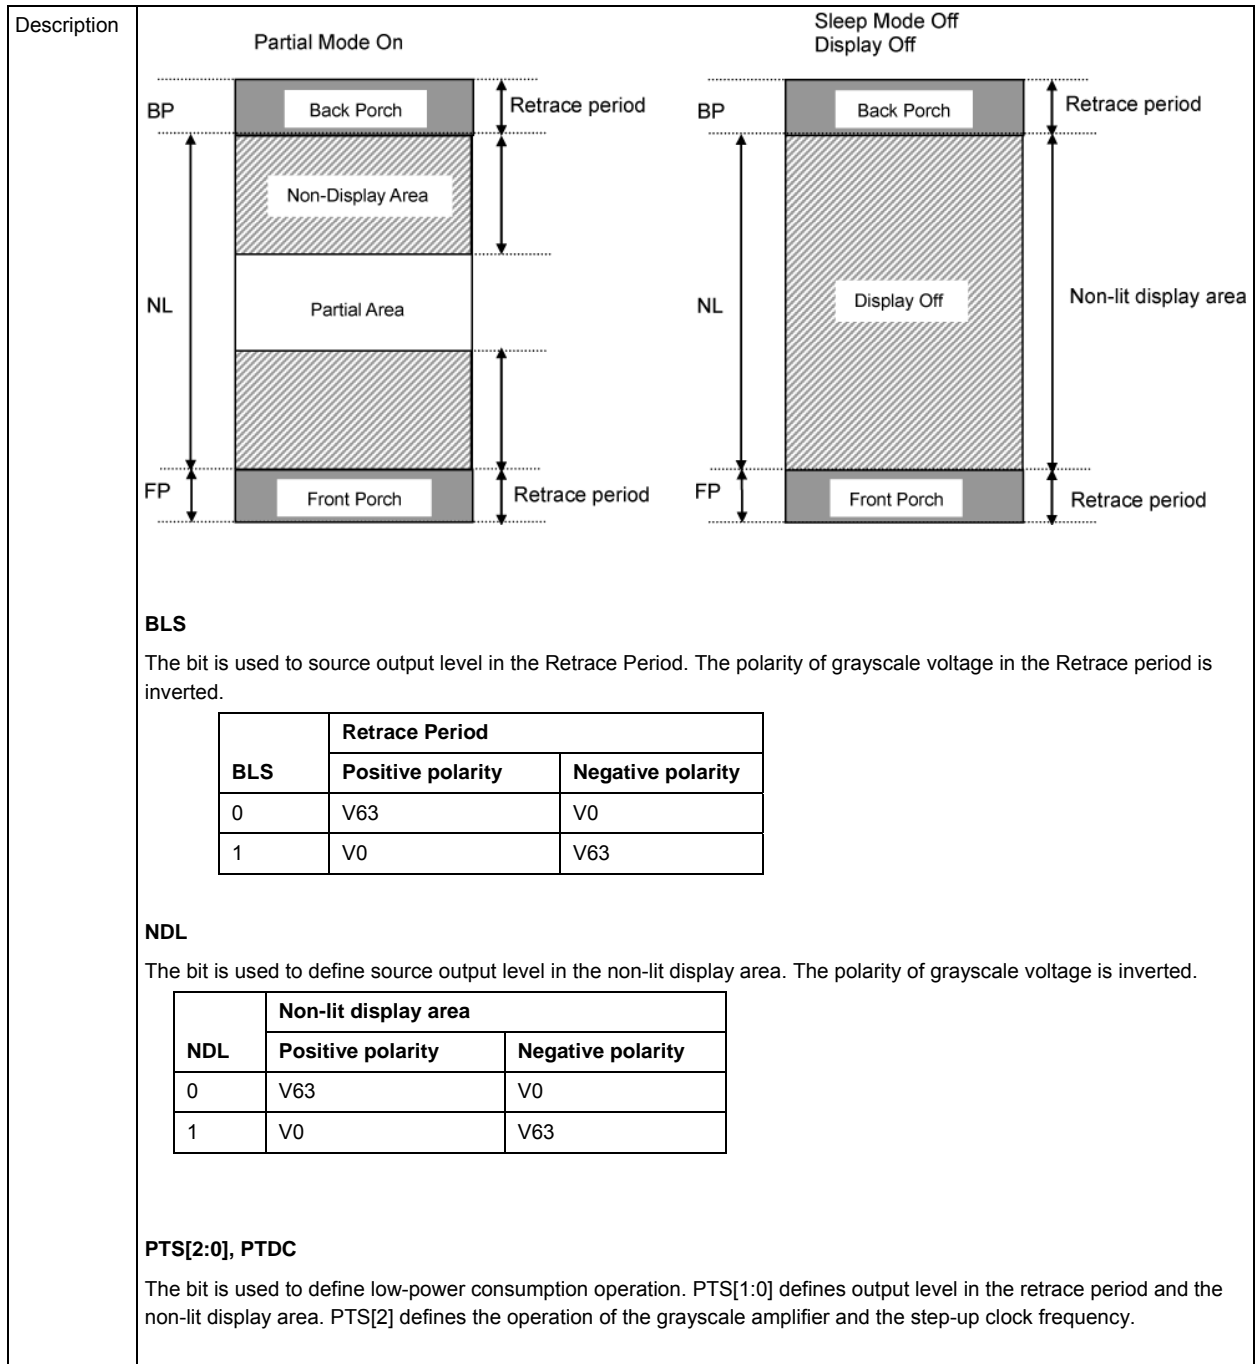 Description
Partial Mode On
Sleep Mode Off
Display Off
BP
Back Porch
Retrace period
Non-Display Area
NL
Partial Area
FP
Front Porch
Retrace period
BP
Back Porch
Retrace period
NL
Display Off
Non-lit display area
FP
Front Porch
Retrace period
BLS
The bit is used to source output level in the Retrace Period. The polarity of grayscale voltage in the Retrace period is
inverted.
Retrace Period
BLS Positive polarity Negative polarity
0 V63 V0
1 V0 V63
NDL
The bit is used to define source output level in the non-lit display area. The polarity of grayscale voltage is inverted.
Non-lit display area
NDL Positive polarity Negative polarity
0 V63 V0
1 V0 V63
PTS[2:0], PTDC
The bit is used to define low-power consumption operation. PTS[1:0] defines output level in the retrace period and the
non-lit display area. PTS[2] defines the operation of the grayscale amplifier and the step-up clock frequency.